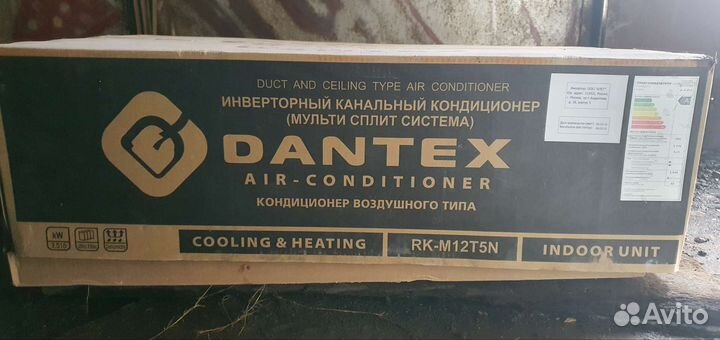 DUCT AND CEILING TYPE AIR CONDITIONER
ИНВЕРТОРНЫЙ КАНАЛЬНЫЙ КОНДИЦИОНЕР
(МУЛЬТИ СПЛИТ СИСТЕМА)
DANTEX
AIR-CONDITIONER
КОНДИЦИОНЕР ВОЗДУШНОГО ТИПА
kW
COOLING & HEATING
RK-M12T5N
INDOOR UNIT
Avito